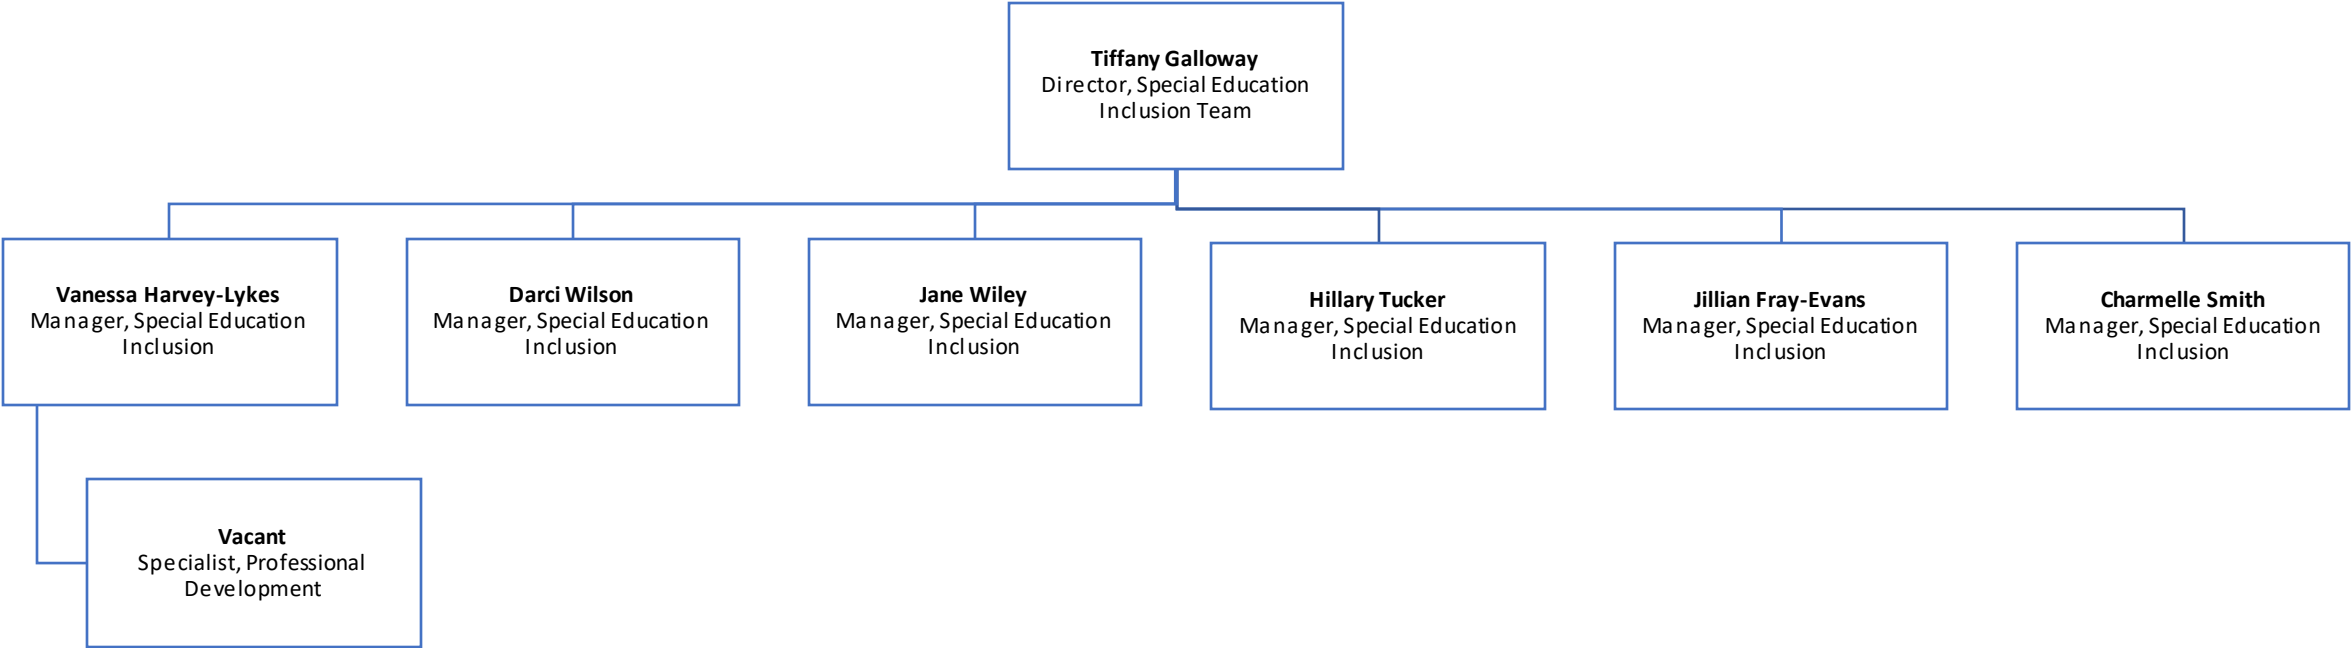 Tiffany Galloway
Director, Special Education
Inclusion Team
Vanessa Harvey-Lykes
Manager, Special Education
Inclusion
Darci Wilson
Manager, Special Education
Inclusion
Jane Wiley
Manager, Special Education
Inclusion
Hillary Tucker
Manager, Special Education
Inclusion
Jillian Fray-Evans
Manager, Special Education
Inclusion
Charmelle Smith
Manager, Special Education
Inclusion
Vacant
Specialist, Professional
Development